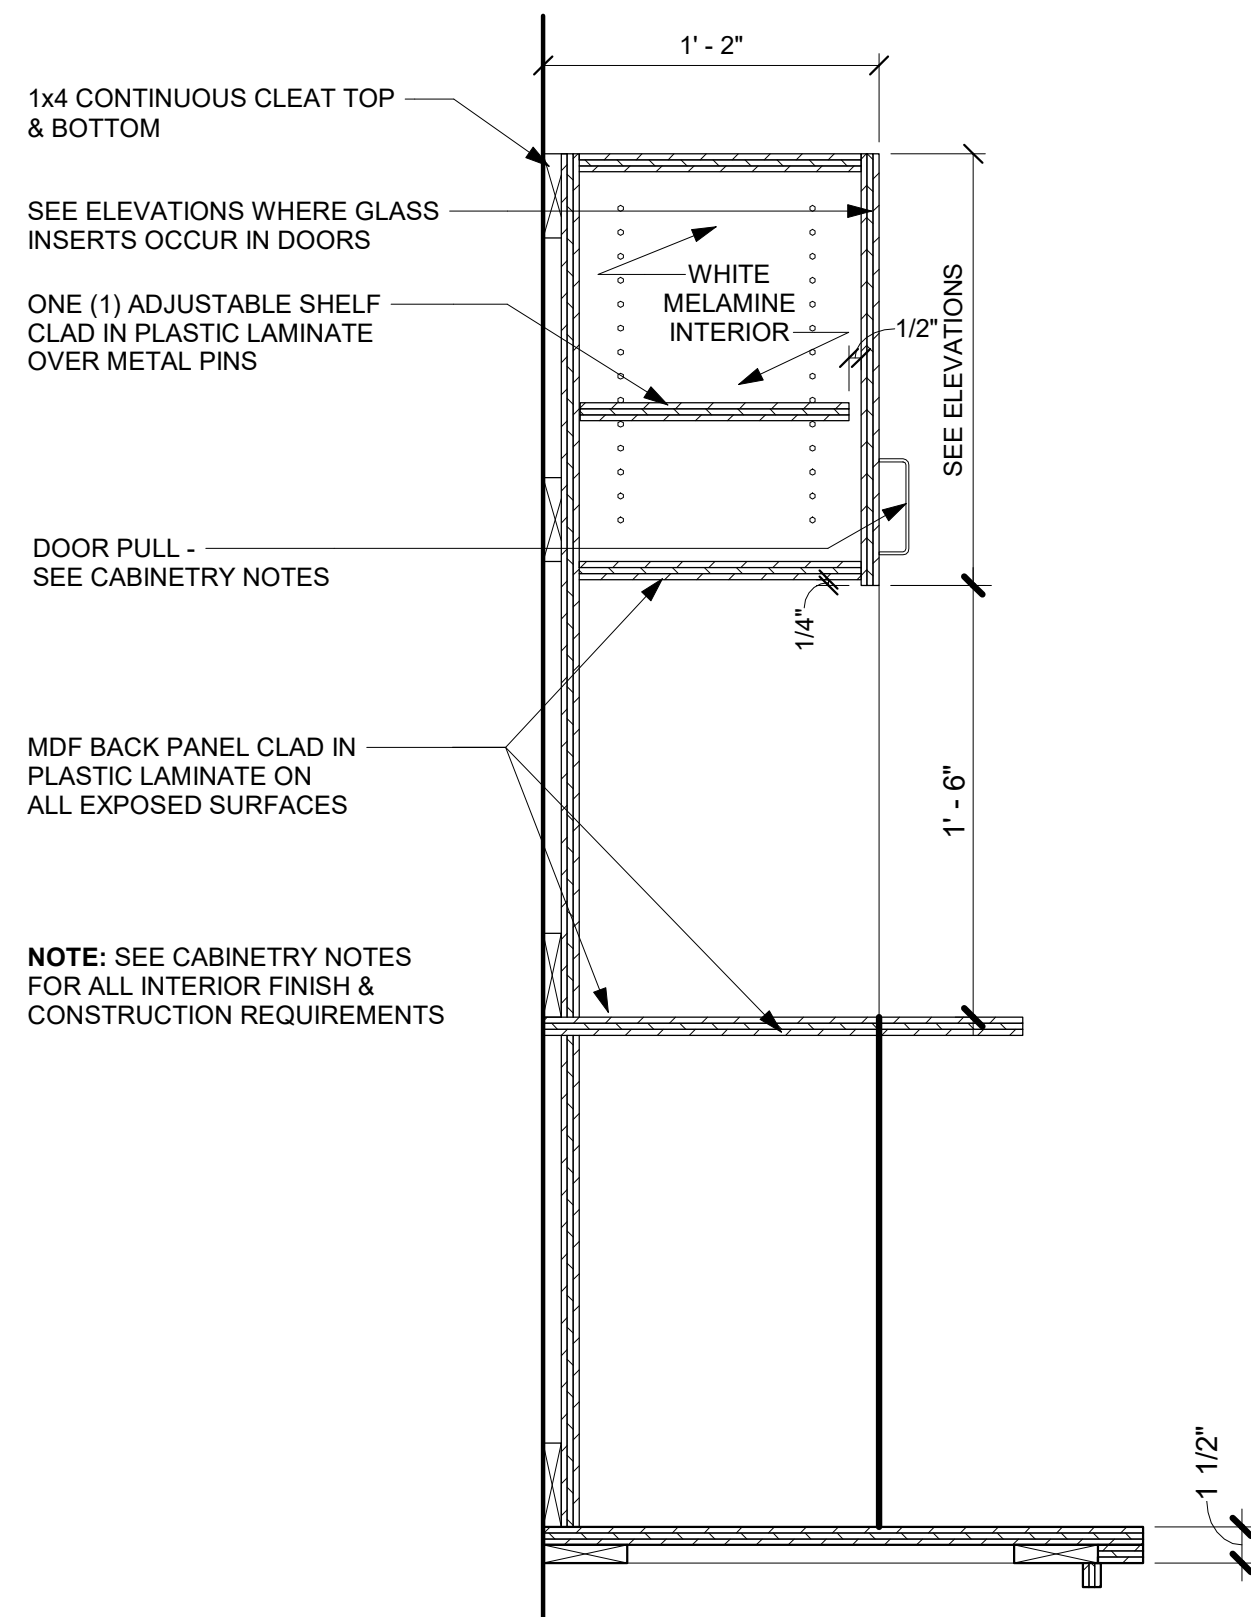 1' - 2"
1x4 CONTINUOUS CLEAT TOP
& BOTTOM
SEE ELEVATIONS WHERE GLASS
INSERTS OCCUR IN DOORS
WHITE
MELAMINE
INTERIOR
ONE (1) ADJUSTABLE SHELF
CLAD IN PLASTIC LAMINATE
OVER METAL PINS
1/2"
SEE ELEVATIONS
DOOR PULL -
SEE CABINETRY NOTES
1/4"
MDF BACK PANEL CLAD IN
PLASTIC LAMINATE ON
ALL EXPOSED SURFACES
1' - 6"
NOTE: SEE CABINETRY NOTES
FOR ALL INTERIOR FINISH &
CONSTRUCTION REQUIREMENTS
1 1/2"